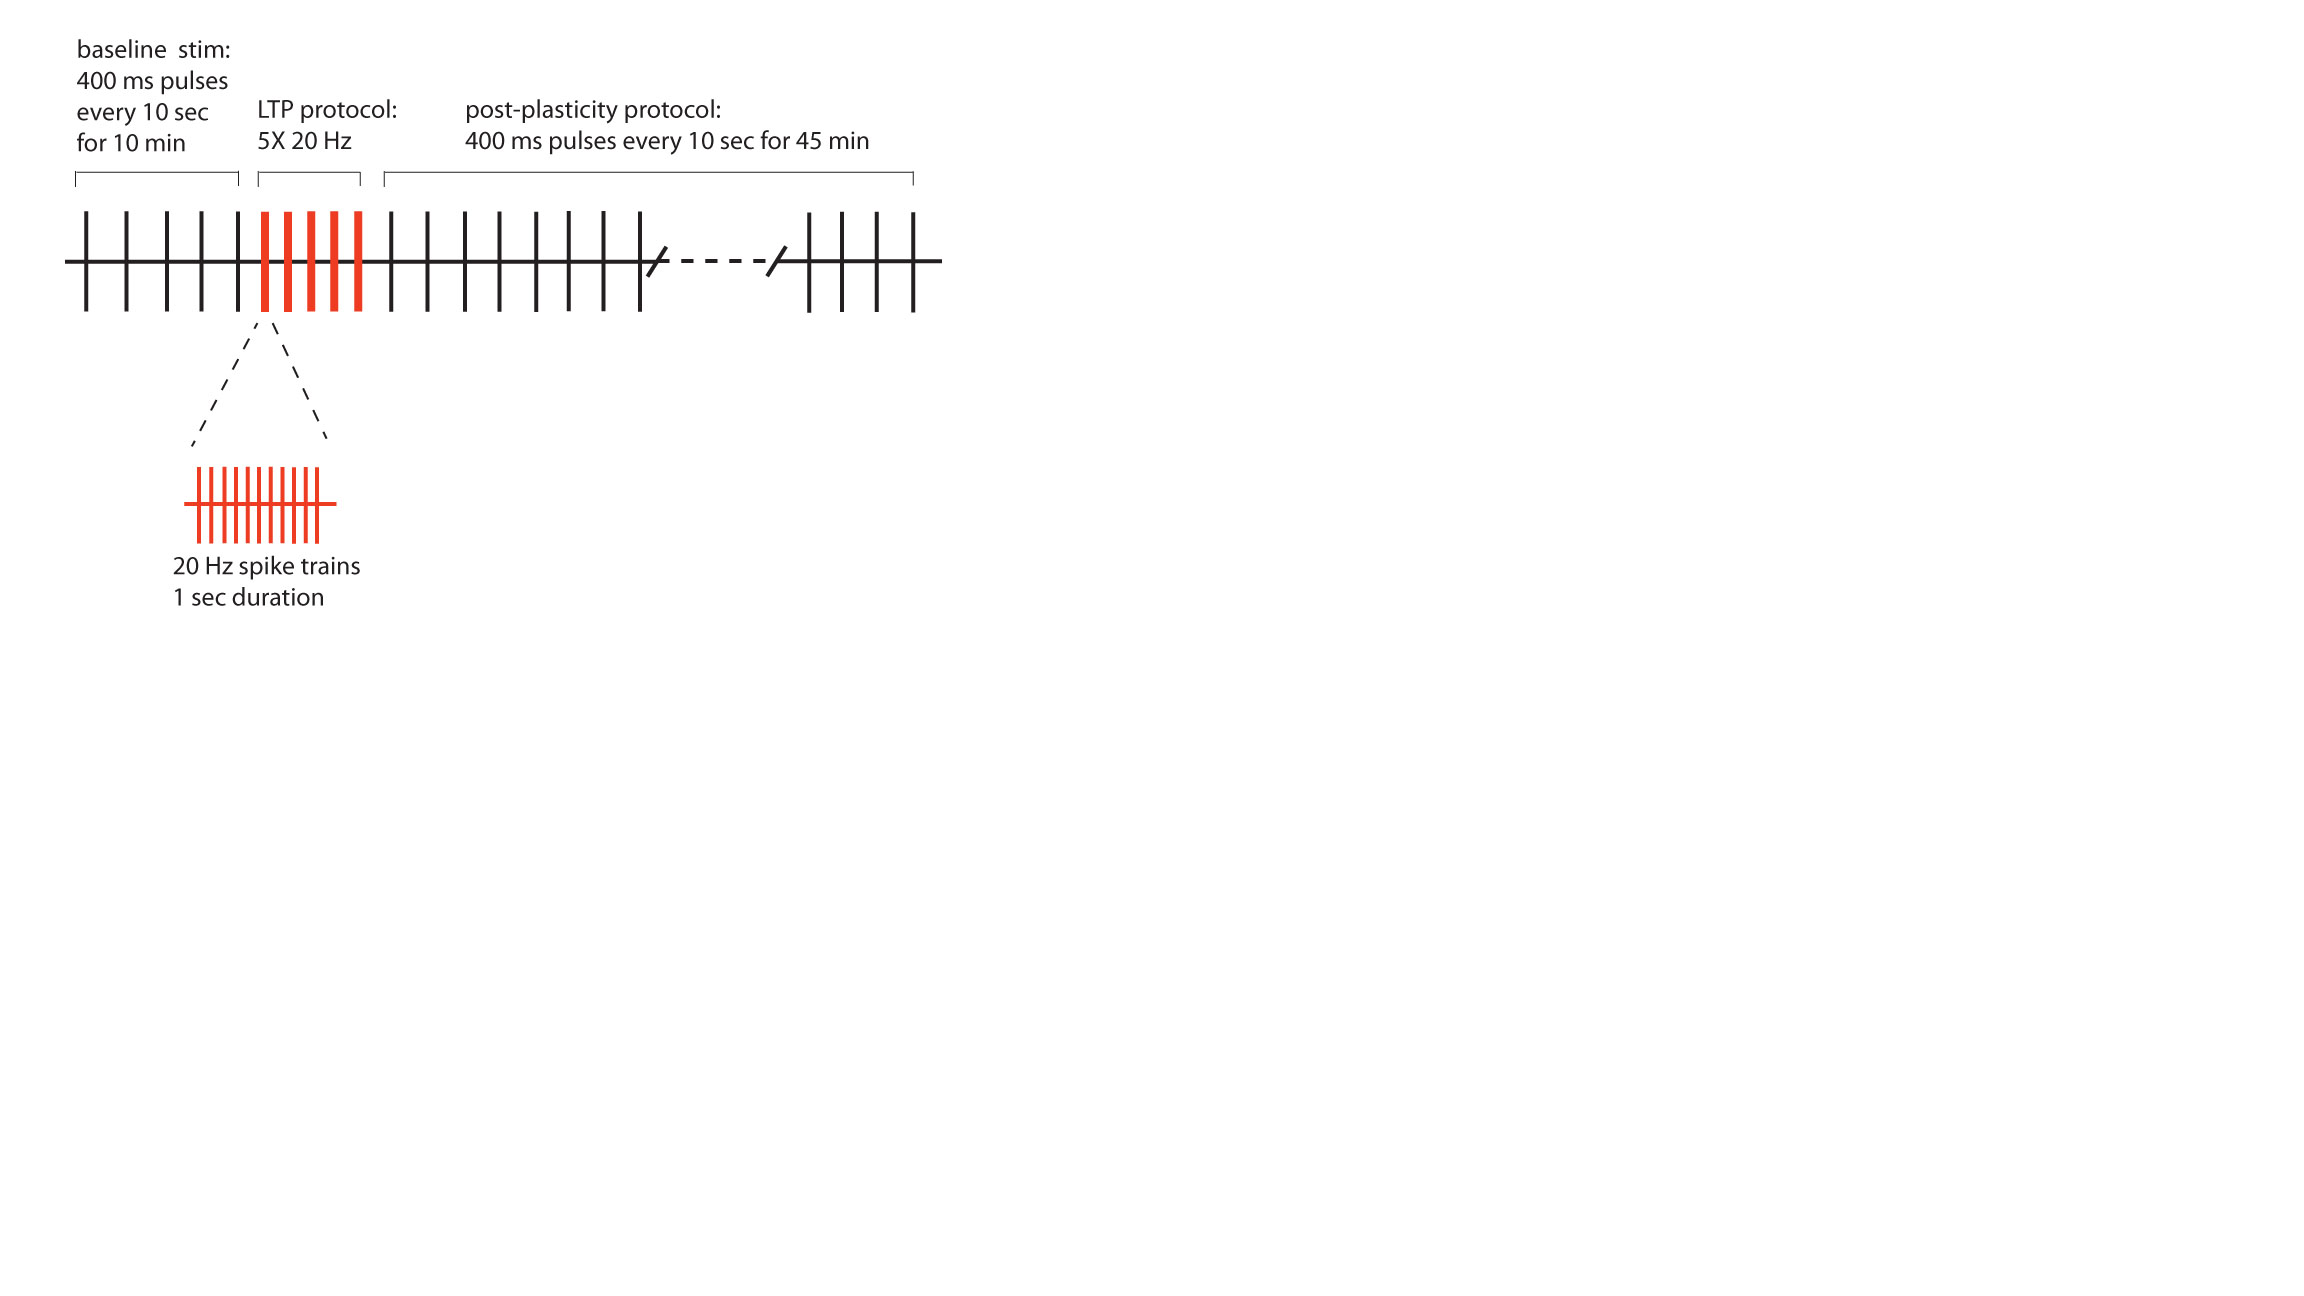 baseline  stim:
400 ms pulses
every 10 sec
for 10 min
LTP protocol:
5X 20 Hz
post-plasticity protocol:
400 ms pulses every 10 sec for 45 min
20 Hz spike trains
1 sec duration